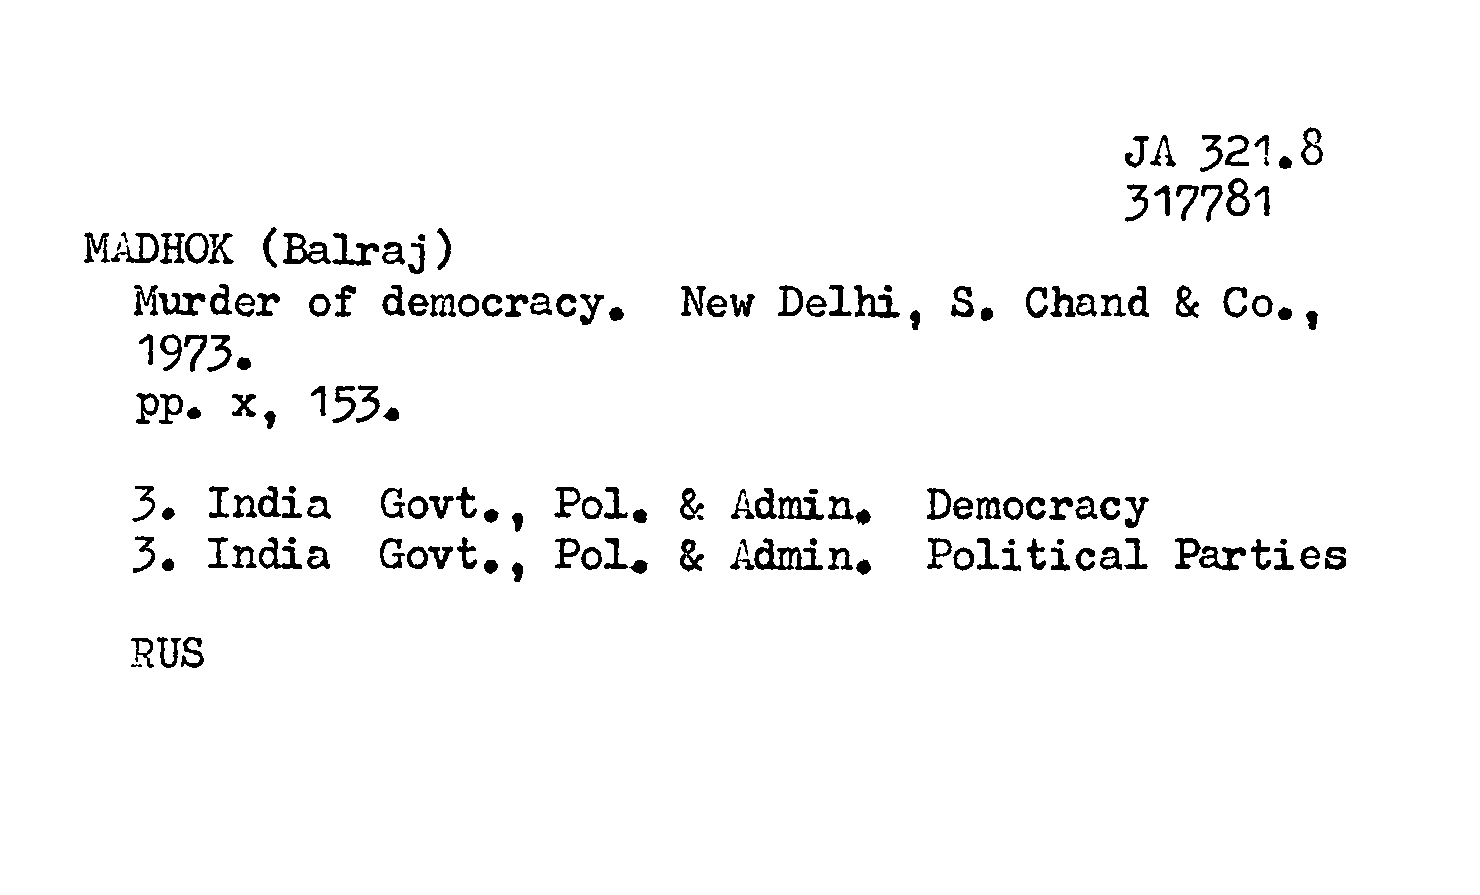 JA 321.8
317781
MADHOK (Balraj)
Murder of democracy. New Delhi, S. Chand & Co.,
1973.
pp. x, 153.
3. India Govt., Pol. & Admin. Democracy
3. India Govt., Pol. & Admin. Political Parties
RUS